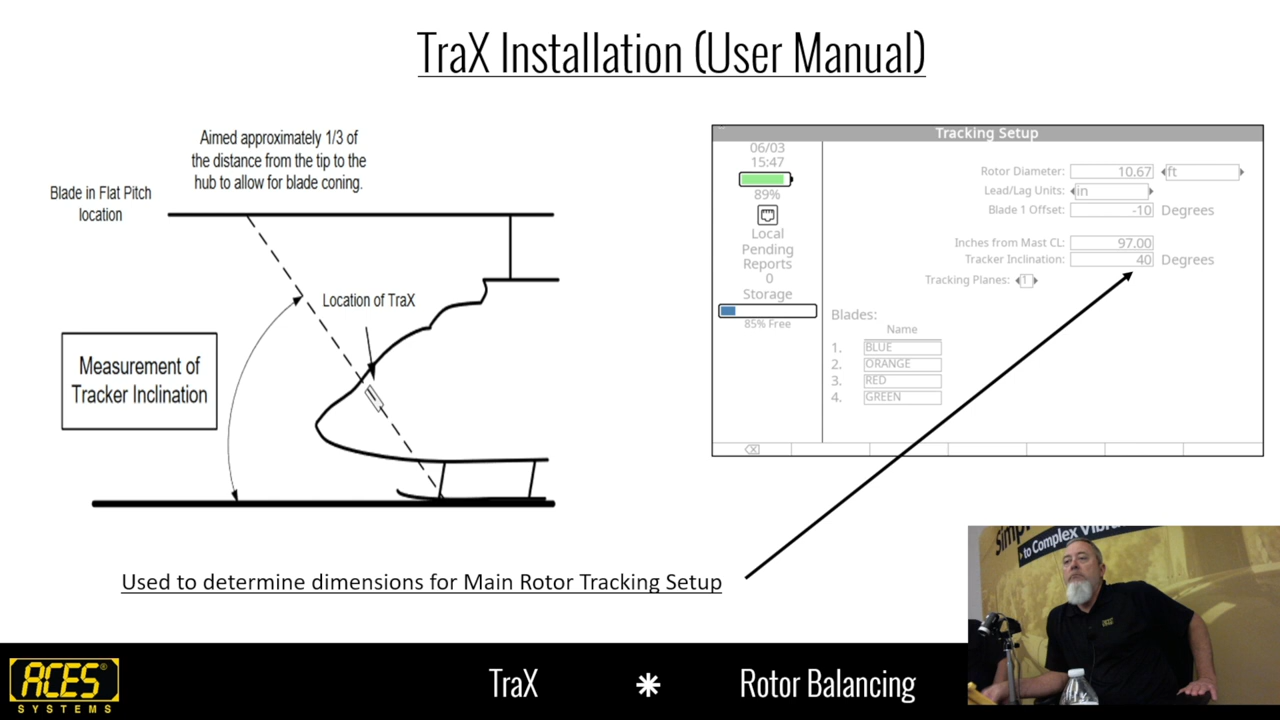 TraX Installation (User Manual)
Aimed approximately 1/3 of
the distance from the tip to the
hub to allow for blade coning.
Blade in Flat Pitch
location
Location of TraX
Measurement of
Tracker Inclination
Used to determine dimensions for Main Rotor Tracking Setup
Tracking Setup
06/03
15:47
89%
Local
Pending
Reports
0
Storage
85% Free
Rotor Diameter: 10.67 ft
Lead/Lag Units: in
Blade 1 Offset: -10 Degrees
Inches from Mast CL: 97.00
Tracker Inclination: 40 Degrees
Tracking Planes: 1
Blades:
Name
1. BLUE
2. ORANGE
3. RED
4. GREEN
to Complex
ACES®
SYSTEMS
TraX * Rotor Balancing